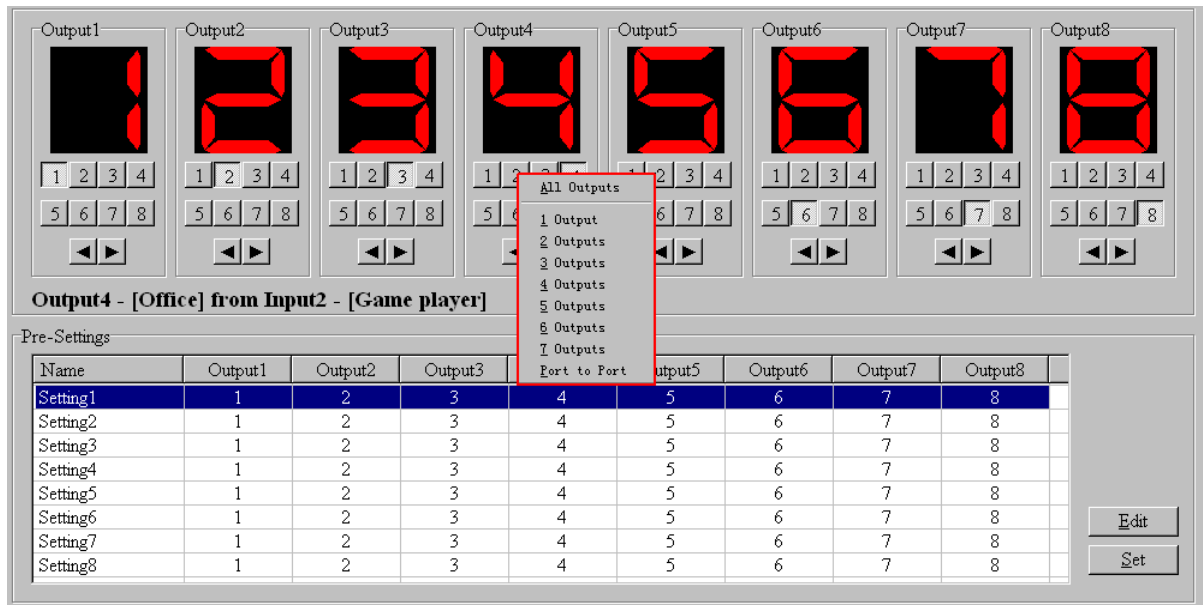 Output1 Output2 Output3 Output4 Output5 Output6 Output7 Output8
1 2 3 4 5 6 7 8
1 2 3 4 1 2 3 4 1 2 3 4 1 2 3 4 1 2 3 4 1 2 3 4 1 2 3 4 1 2 3 4
5 6 7 8 5 6 7 8 5 6 7 8 5 6 6 7 8 5 6 7 8 5 6 7 8 5 6 7 8
All Outputs
1 Output
2 Outputs
3 Outputs
4 Outputs
5 Outputs
6 Outputs
7 Outputs
Port to Port
Output4 - [Office] from Input2 - [Game player]
Pre-Settings
Name Output1 Output2 Output3 utput5 Output6 Output7 Output8
Setting1 1 2 3 4 5 6 7 8
Setting2 1 2 3 4 5 6 7 8
Setting3 1 2 3 4 5 6 7 8
Setting4 1 2 3 4 5 6 7 8
Setting5 1 2 3 4 5 6 7 8
Setting6 1 2 3 4 5 6 7 8
Setting7 1 2 3 4 5 6 7 8
Setting8 1 2 3 4 5 6 7 8
Edit
Set